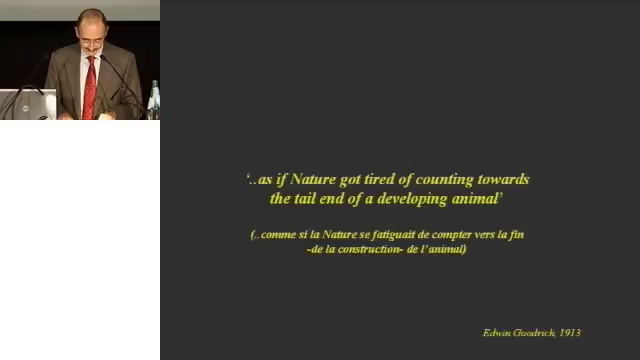 ‘..as if Nature got tired of counting towards
the tail end of a developing animal’
(..comme si la Nature se fatiguait de compter vers la fin
-de la construction- de l’animal)
Edwin Goodrich, 1913